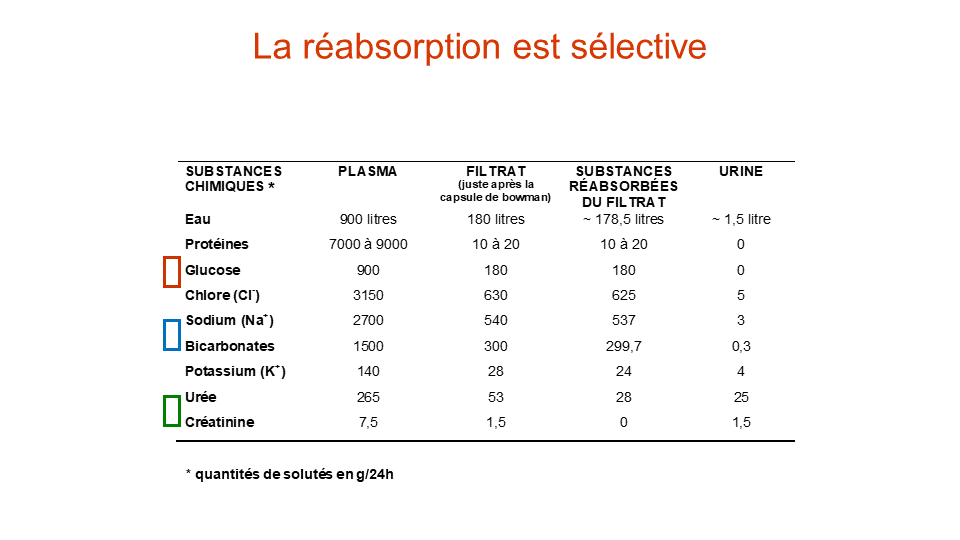 La réabsorption est sélective
SUBSTANCES CHIMIQUES * PLASMA FILTRAT (juste après la capsule de bowman) SUBSTANCES RÉABSORBÉES DU FILTRAT URINE
Eau 900 litres 180 litres ~ 178,5 litres ~ 1,5 litre
Protéines 7000 à 9000 10 à 20 10 à 20 0
Glucose 900 180 180 0
Chlore (Cl⁻) 3150 630 625 5
Sodium (Na⁺) 2700 540 537 3
Bicarbonates 1500 300 299,7 0,3
Potassium (K⁺) 140 28 24 4
Urée 265 53 28 25
Créatinine 7,5 1,5 0 1,5
* quantités de solutés en g/24h